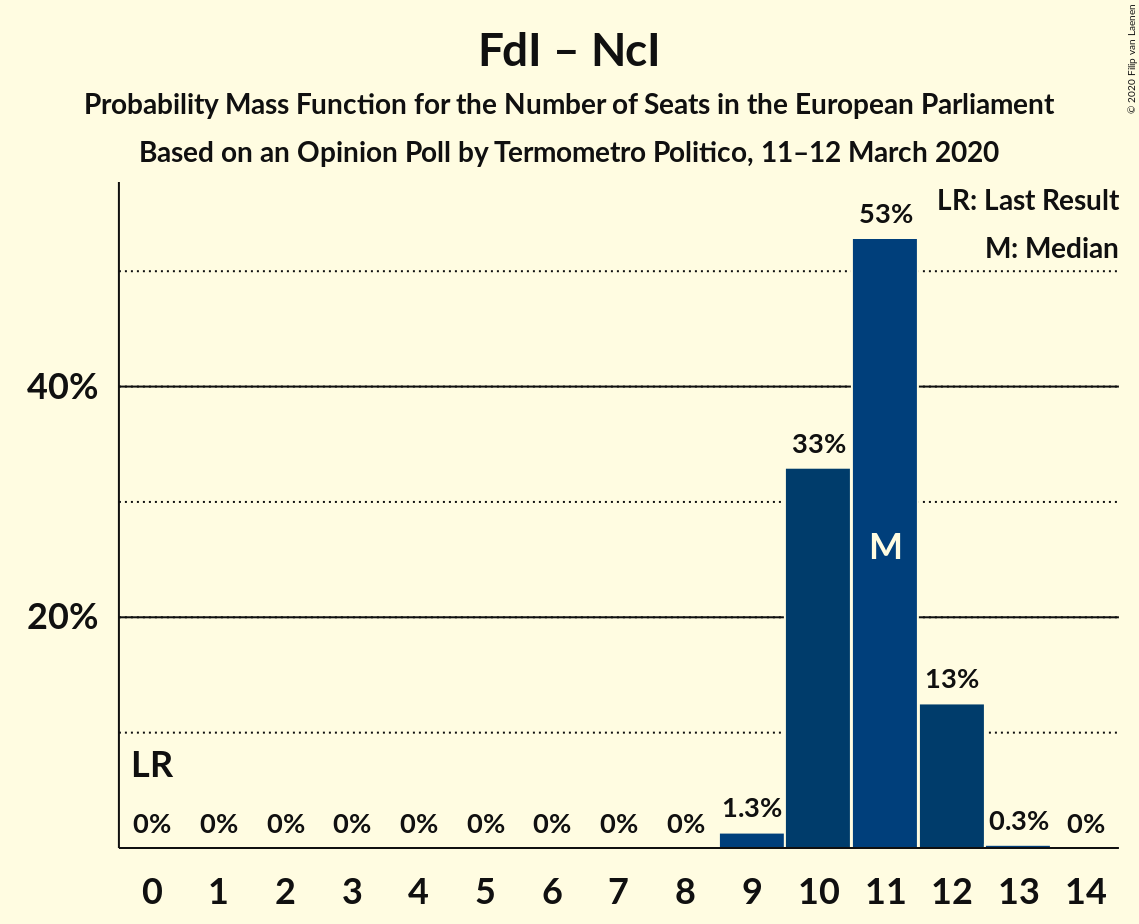 FdI – NcI
Probability Mass Function for the Number of Seats in the European Parliament
Based on an Opinion Poll by Termometro Politico, 11–12 March 2020
© 2020 Filip van Laenen
LR: Last Result
M: Median
40%
20%
LR
0% 0% 0% 0% 0% 0% 0% 0% 0% 1.3% 33% 53% 13% 0.3% 0%
M
0 1 2 3 4 5 6 7 8 9 10 11 12 13 14